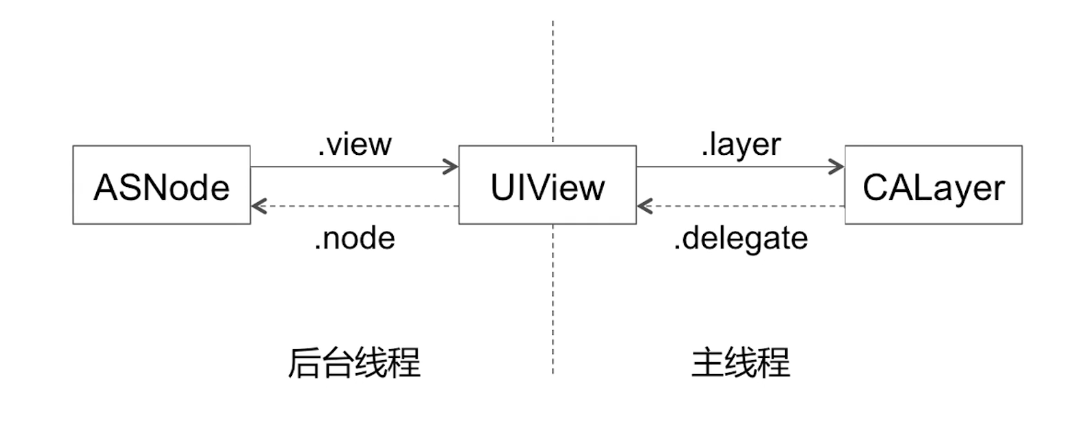 .view
.layer
ASNode
UIView
CALayer
.node
.delegate
后台线程
主线程